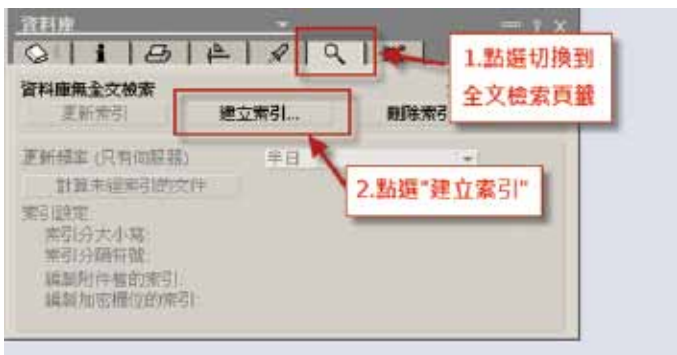 資料庫
1.點選切換到
全文檢索頁籤
資料庫無全文檢索
更新索引
建立索引...
刪除索引
更新頻率 (只有伺服器)
半日
計算未經索引的文件
2.點選"建立索引"
索引設定
索引分大小寫:
索引分隔符號:
編製附件檔的索引:
編製加密欄位的索引: